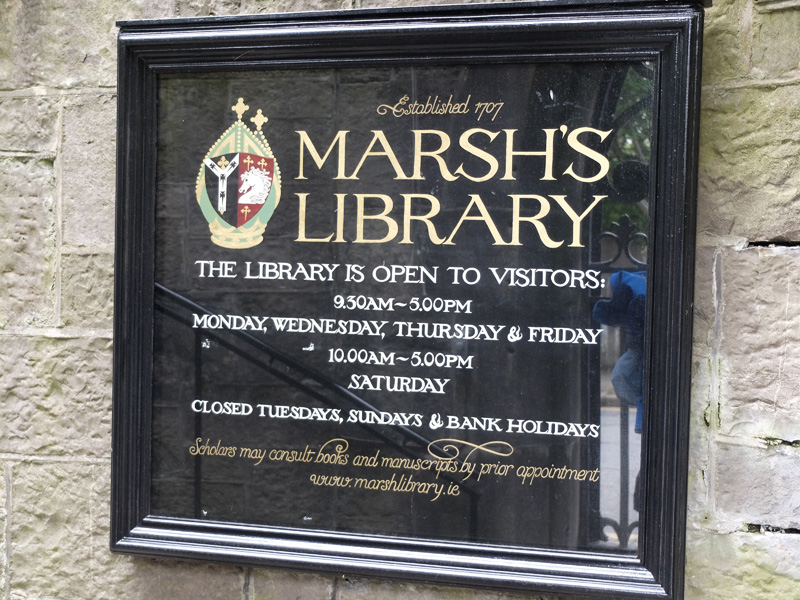 Established 1707
MARSH'S
LIBRARY
THE LIBRARY IS OPEN TO VISITORS:
9.30AM~5.00PM
MONDAY, WEDNESDAY, THURSDAY & FRIDAY
10.00AM~5.00PM
SATURDAY
CLOSED TUESDAYS, SUNDAYS & BANK HOLIDAYS
Scholars may consult books and manuscripts by prior appointment
www.marshlibrary.ie